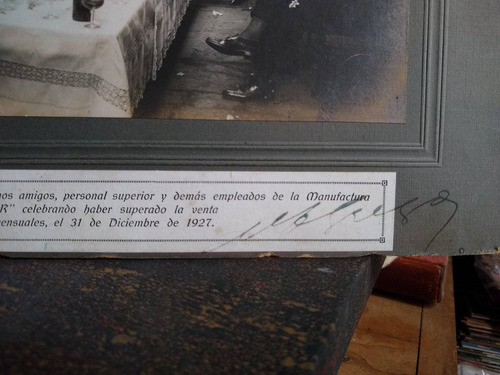 nos amigos, personal superior y demás empleados de la Manufactura
R" celebrando haber superado la venta
ensuales, el 31 de Diciembre de 1927.